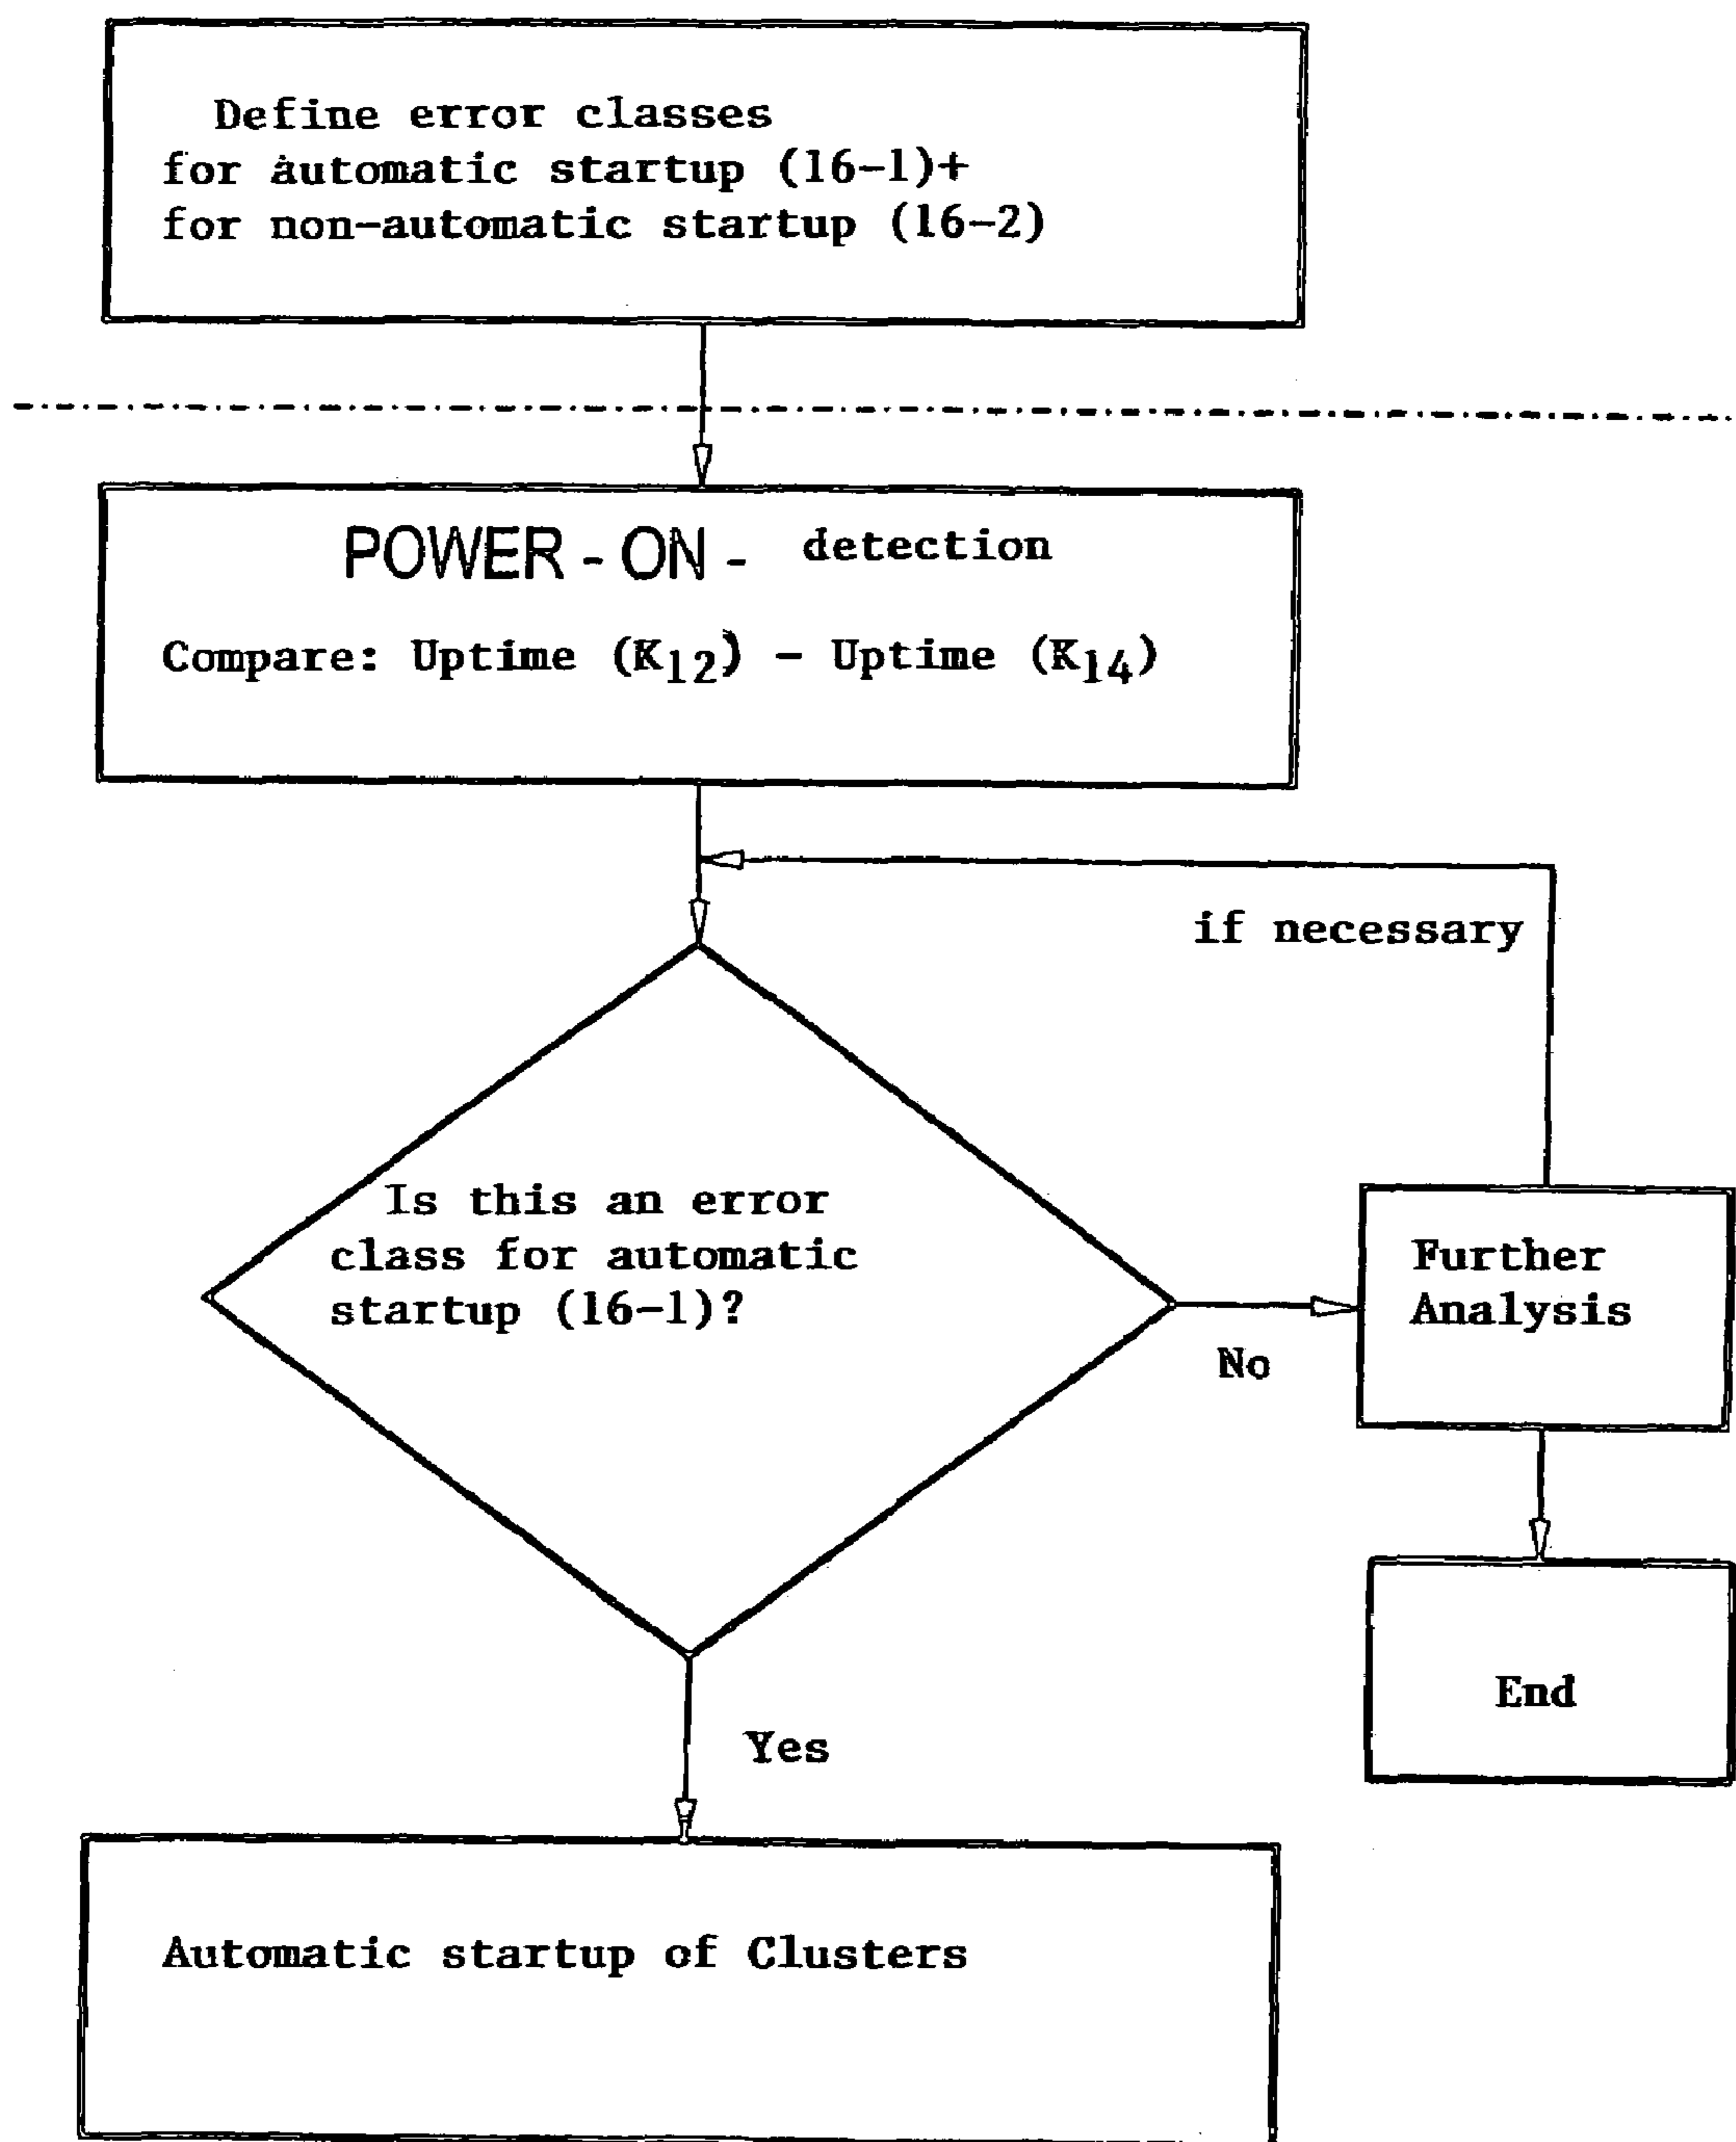 Define error classes
for automatic startup (16-1)+
for non-automatic startup (16-2)
POWER - ON - detection
Compare: Uptime (K12) - Uptime (K14)
if necessary
Is this an error
class for automatic
startup (16-1)?
No
Further
Analysis
Yes
End
Automatic startup of Clusters